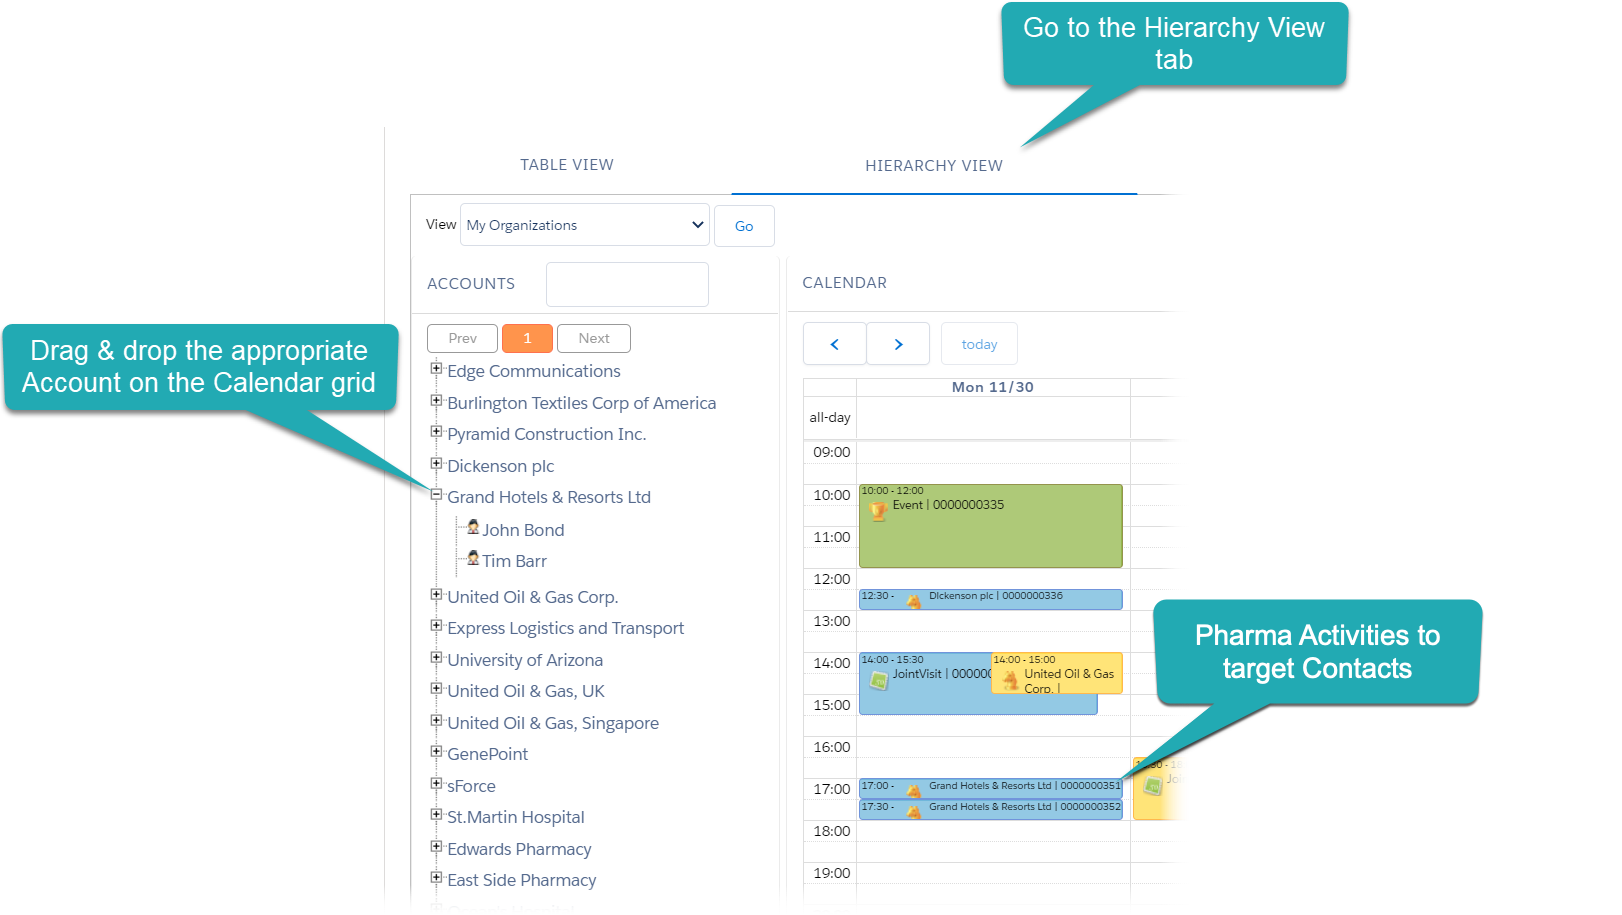 Go to the Hierarchy View
tab
TABLE VIEW
HIERARCHY VIEW
View
My Organizations
Go
ACCOUNTS
CALENDAR
Prev
1
Next
<
>
today
Drag & drop the appropriate
Account on the Calendar grid
Edge Communications
Burlington Textiles Corp of America
Pyramid Construction Inc.
Dickenson plc
Grand Hotels & Resorts Ltd
John Bond
Tim Barr
United Oil & Gas Corp.
Express Logistics and Transport
University of Arizona
United Oil & Gas, UK
United Oil & Gas, Singapore
GenePoint
sForce
St.Martin Hospital
Edwards Pharmacy
East Side Pharmacy
Mon 11/30
all-day
09:00
10:00
10:00 - 12:00
Event | 0000000335
11:00
12:00
12:30 -
Dickenson plc | 0000000336
13:00
14:00
14:00 - 15:30
JointVisit | 00000
14:00 - 15:00
United Oil & Gas
Corp. |
15:00
16:00
17:00
17:00 -
Grand Hotels & Resorts Ltd | 0000000351
17:30 -
Grand Hotels & Resorts Ltd | 0000000352
18:00
19:00
Pharma Activities to
target Contacts